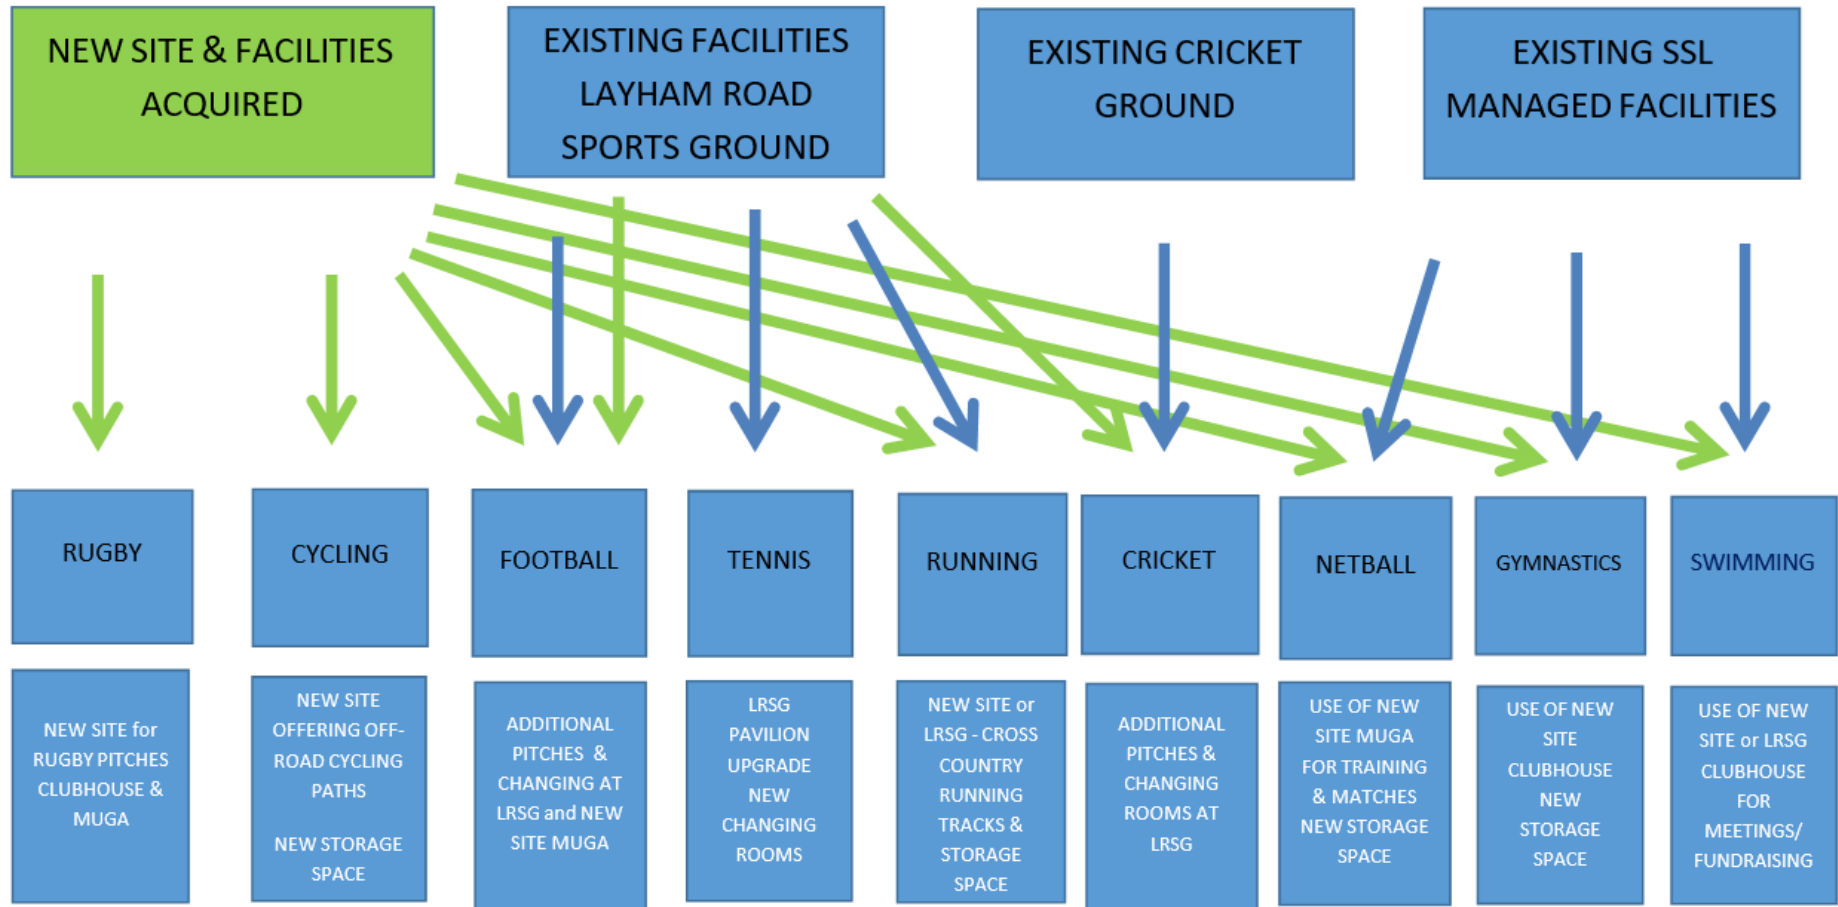 NEW SITE & FACILITIES
ACQUIRED
EXISTING FACILITIES
LAYHAM ROAD
SPORTS GROUND
EXISTING CRICKET
GROUND
EXISTING SSL
MANAGED FACILITIES
RUGBY
CYCLING
FOOTBALL
TENNIS
RUNNING
CRICKET
NETBALL
GYMNASTICS
SWIMMING
NEW SITE for
RUGBY PITCHES
CLUBHOUSE &
MUGA
NEW SITE
OFFERING OFF-
ROAD CYCLING
PATHS
NEW STORAGE
SPACE
ADDITIONAL
PITCHES &
CHANGING AT
LRSG and NEW
SITE MUGA
LRSG
PAVILION
UPGRADE
NEW
CHANGING
ROOMS
NEW SITE or
LRSG - CROSS
COUNTRY
RUNNING
TRACKS &
STORAGE
SPACE
ADDITIONAL
PITCHES &
CHANGING
ROOMS AT
LRSG
USE OF NEW
SITE MUGA
FOR TRAINING
& MATCHES
NEW STORAGE
SPACE
USE OF NEW
SITE
CLUBHOUSE
NEW
STORAGE
SPACE
USE OF NEW
SITE or LRSG
CLUBHOUSE
FOR
MEETINGS/
FUNDRAISING